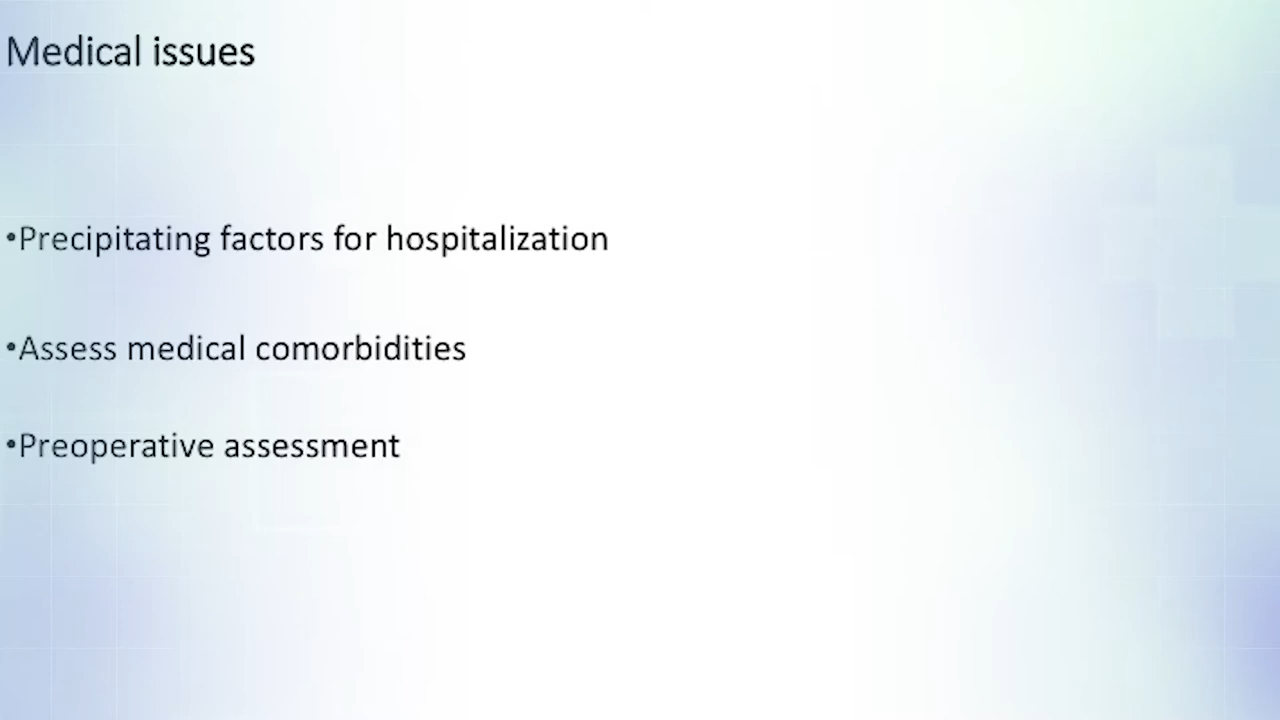 Medical issues
•Precipitating factors for hospitalization
•Assess medical comorbidities
•Preoperative assessment